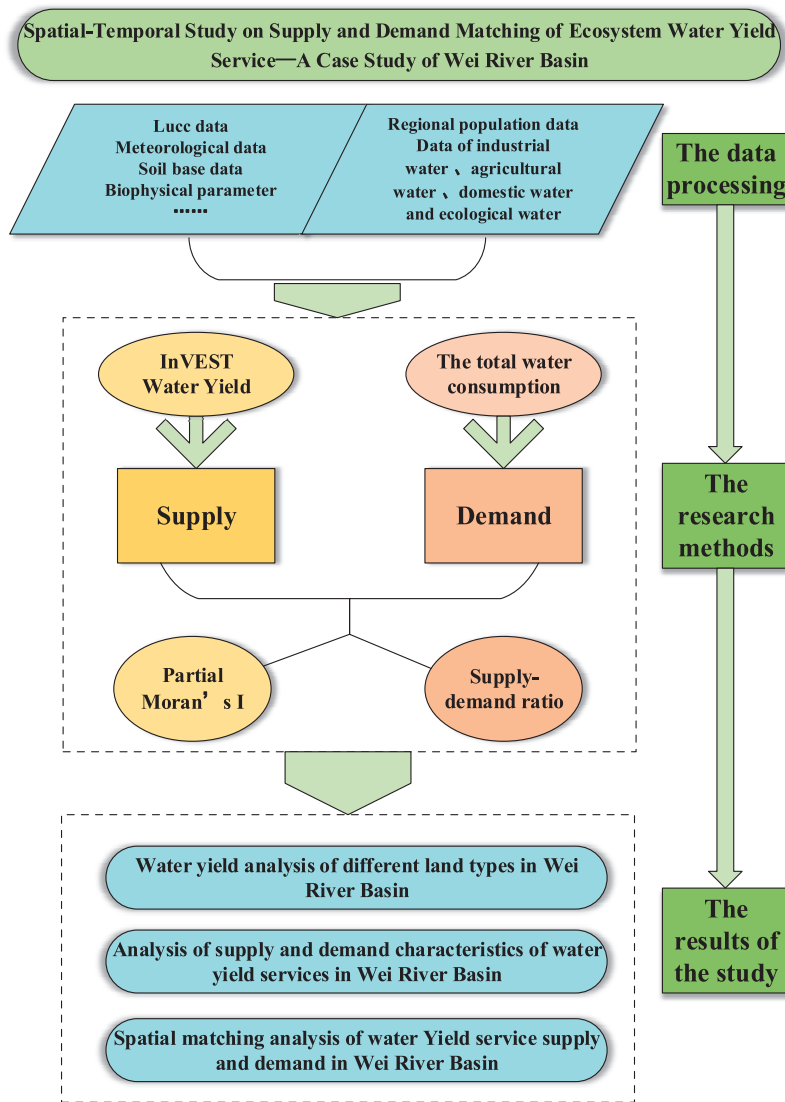 Spatial-Temporal Study on Supply and Demand Matching of Ecosystem Water Yield
Service—A Case Study of Wei River Basin
Lucc data
Meteorological data
Soil base data
Biophysical parameter
……
Regional population data
Data of industrial
water 、agricultural
water 、domestic water
and ecological water
The data
processing
InVEST
Water Yield
The total water
consumption
Supply
Demand
The
research
methods
Partial
Moran’s I
Supply-
demand ratio
Water yield analysis of different land types in Wei
River Basin
Analysis of supply and demand characteristics of water
yield services in Wei River Basin
Spatial matching analysis of water Yield service supply
and demand in Wei River Basin
The
results of
the study